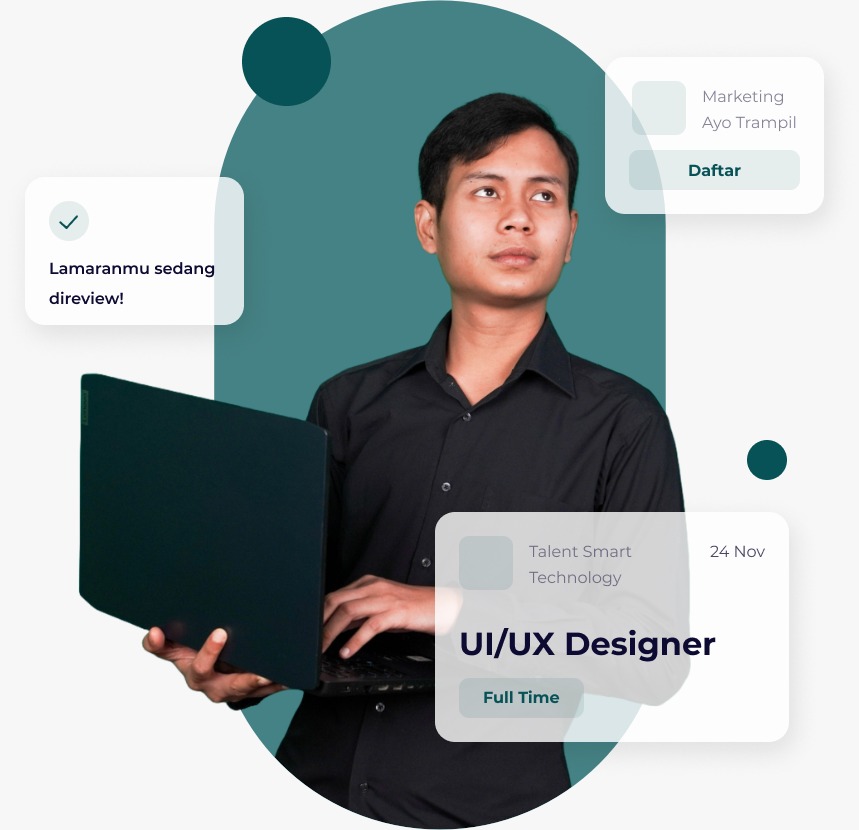 Marketing
Ayo Trampil
Daftar
Lamaranmu sedang
direview!
Talent Smart
Technology
24 Nov
UI/UX Designer
Full Time